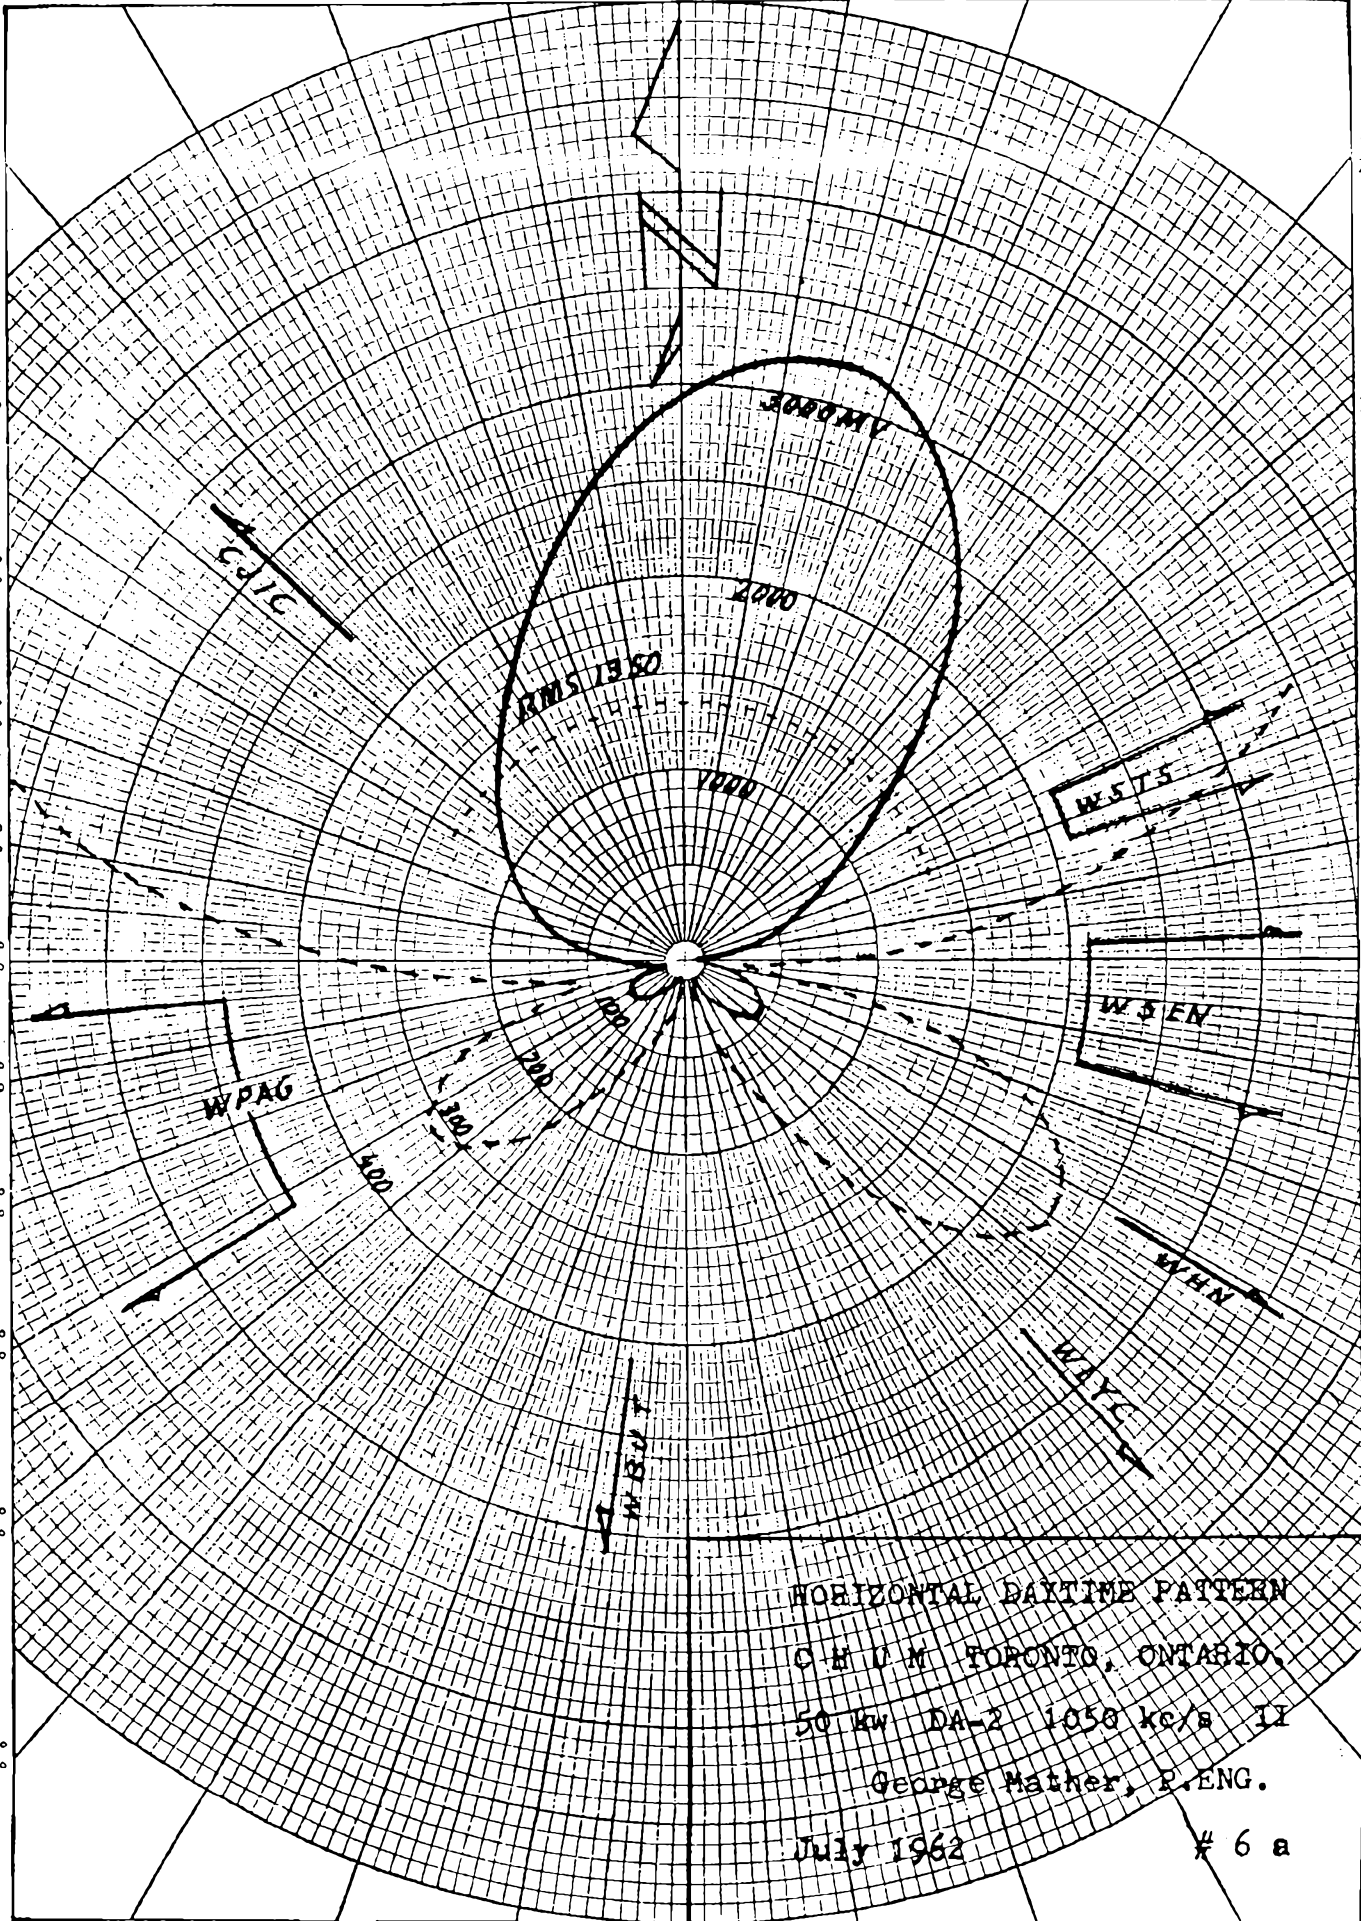 N
3000 MV
CJIC
2000
RMS 1350
1000
WSTS
WSEN
100
200
WPAG
300
400
WHN
WAYC
WBUT
HORIZONTAL DAYTIME PATTERN
C H U M TORONTO, ONTARIO.
50 kw DA-2 1050 kc/s II
George Mather, P.ENG.
July 1962 # 6 a